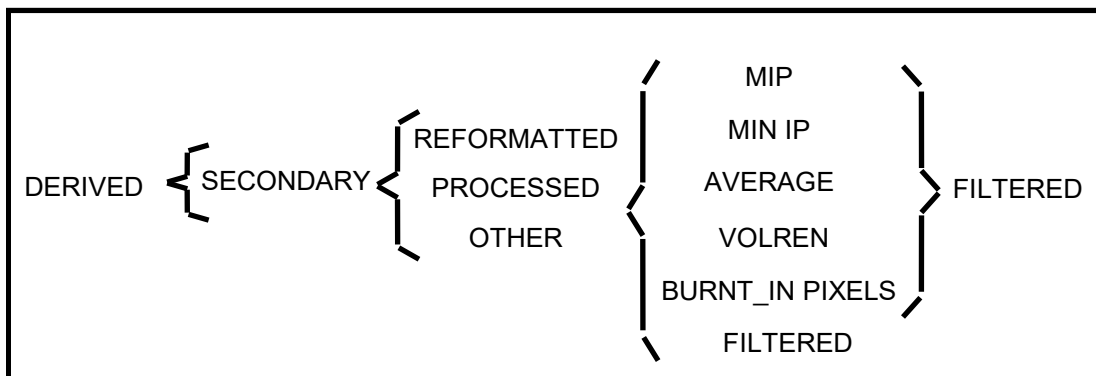 DERIVED
SECONDARY
REFORMATTED
PROCESSED
OTHER
MIP
MIN IP
AVERAGE
VOLREN
BURNT_IN PIXELS
FILTERED
FILTERED